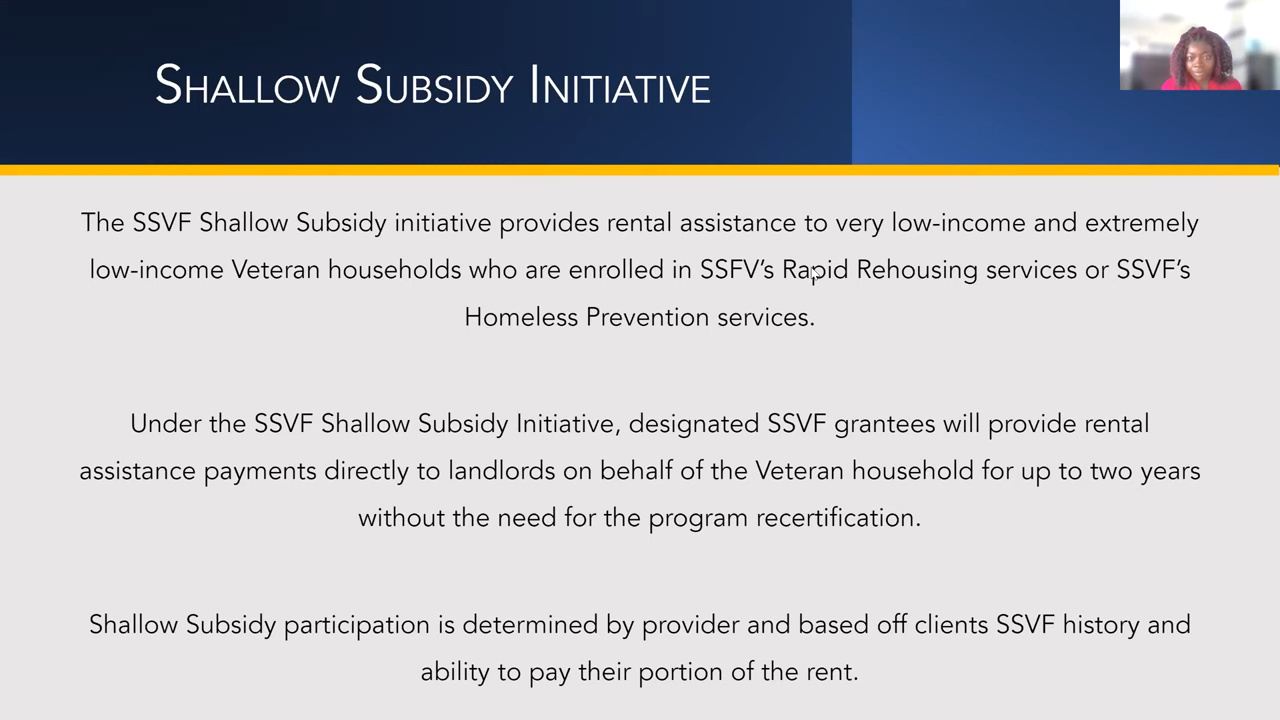 SHALLOW SUBSIDY INITIATIVE
The SSVF Shallow Subsidy initiative provides rental assistance to very low-income and extremely
low-income Veteran households who are enrolled in SSFV’s Rapid Rehousing services or SSVF’s
Homeless Prevention services.
Under the SSVF Shallow Subsidy Initiative, designated SSVF grantees will provide rental
assistance payments directly to landlords on behalf of the Veteran household for up to two years
without the need for the program recertification.
Shallow Subsidy participation is determined by provider and based off clients SSVF history and
ability to pay their portion of the rent.